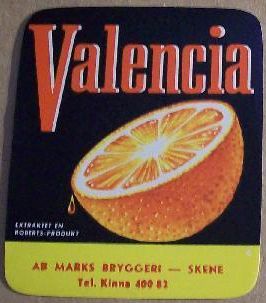 Valencia
EXTRAKTET EN
ROBERTS-PRODUKT
AB MARKS BRYGGERI — SKENE
Tel. Kinna 400 82